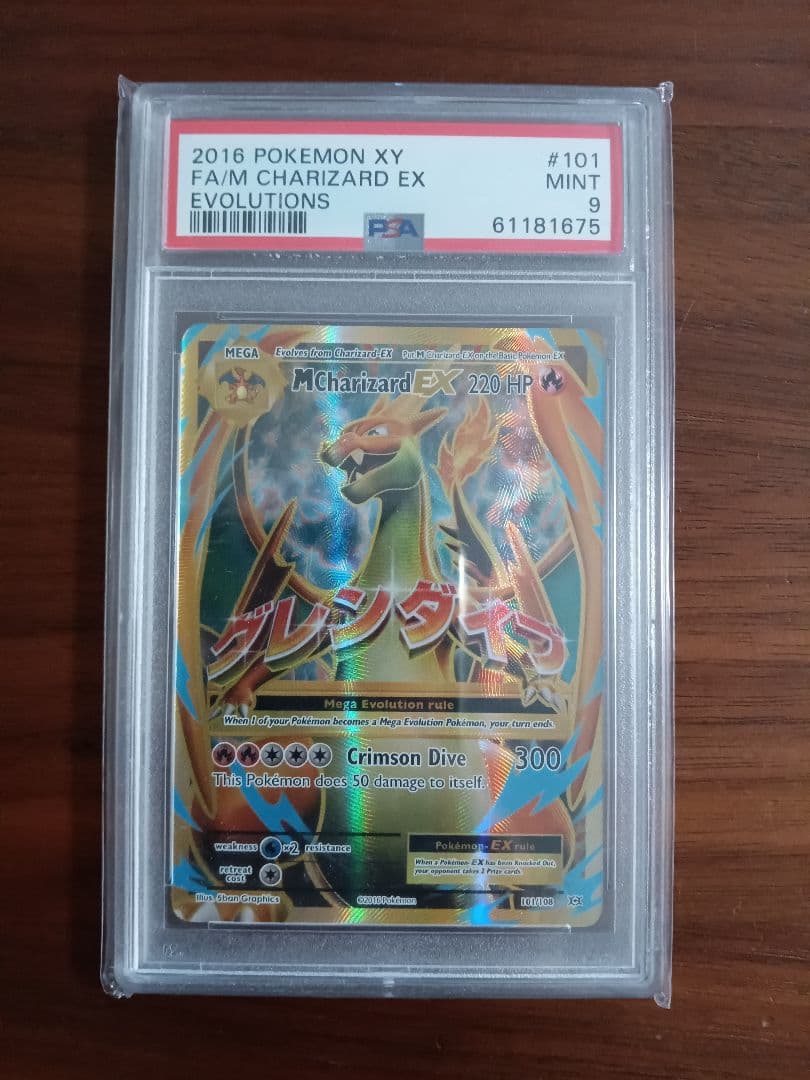 2016 POKEMON XY #101
FA/M CHARIZARD EX MINT
EVOLUTIONS 9
PSA 61181675
MEGA Evolves from Charizard-EX Put M Charizard-EX on the Basic Pokémon-EX
MCharizard EX 220 HP
グレンダイブ
Mega Evolution rule
When 1 of your Pokémon becomes a Mega Evolution Pokémon, your turn ends.
Crimson Dive 300
This Pokémon does 50 damage to itself.
weakness ×2 resistance
retreat
cost
Pokémon-EX rule
When a Pokémon-EX has been Knocked Out,
your opponent takes 2 Prize cards.
Illus. 5ban Graphics ©2016 Pokémon 101/108